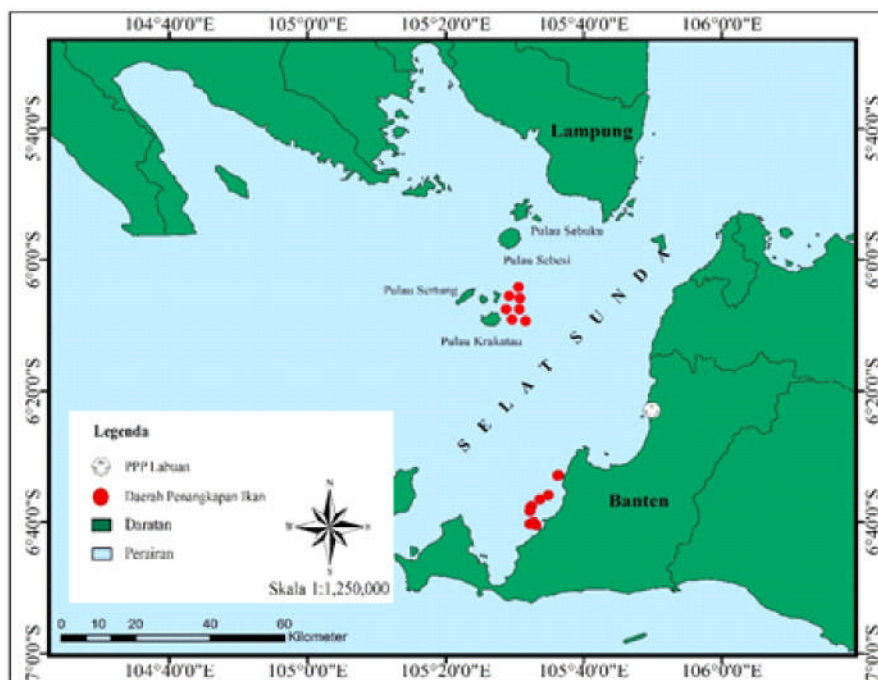 104°40'0"E 105°0'0"E 105°20'0"E 105°40'0"E 106°0'0"E
5°40'0"S
6°0'0"S
6°20'0"S
6°40'0"S
7°0'0"S
Lampung
Pulau Sebuku
Pulau Sebesi
Pulau Sertung
Pulau Krakatau
SELAT SUNDA
Banten
Legenda
PPP Labuan
Daerah Penangkapan Ikan
Daratan
Perairan
N
W E
S
Skala 1:1,250,000
0 10 20 40 60
Kilometer
5°40'0"S
6°0'0"S
6°20'0"S
6°40'0"S
7°0'0"S
104°40'0"E 105°0'0"E 105°20'0"E 105°40'0"E 106°0'0"E